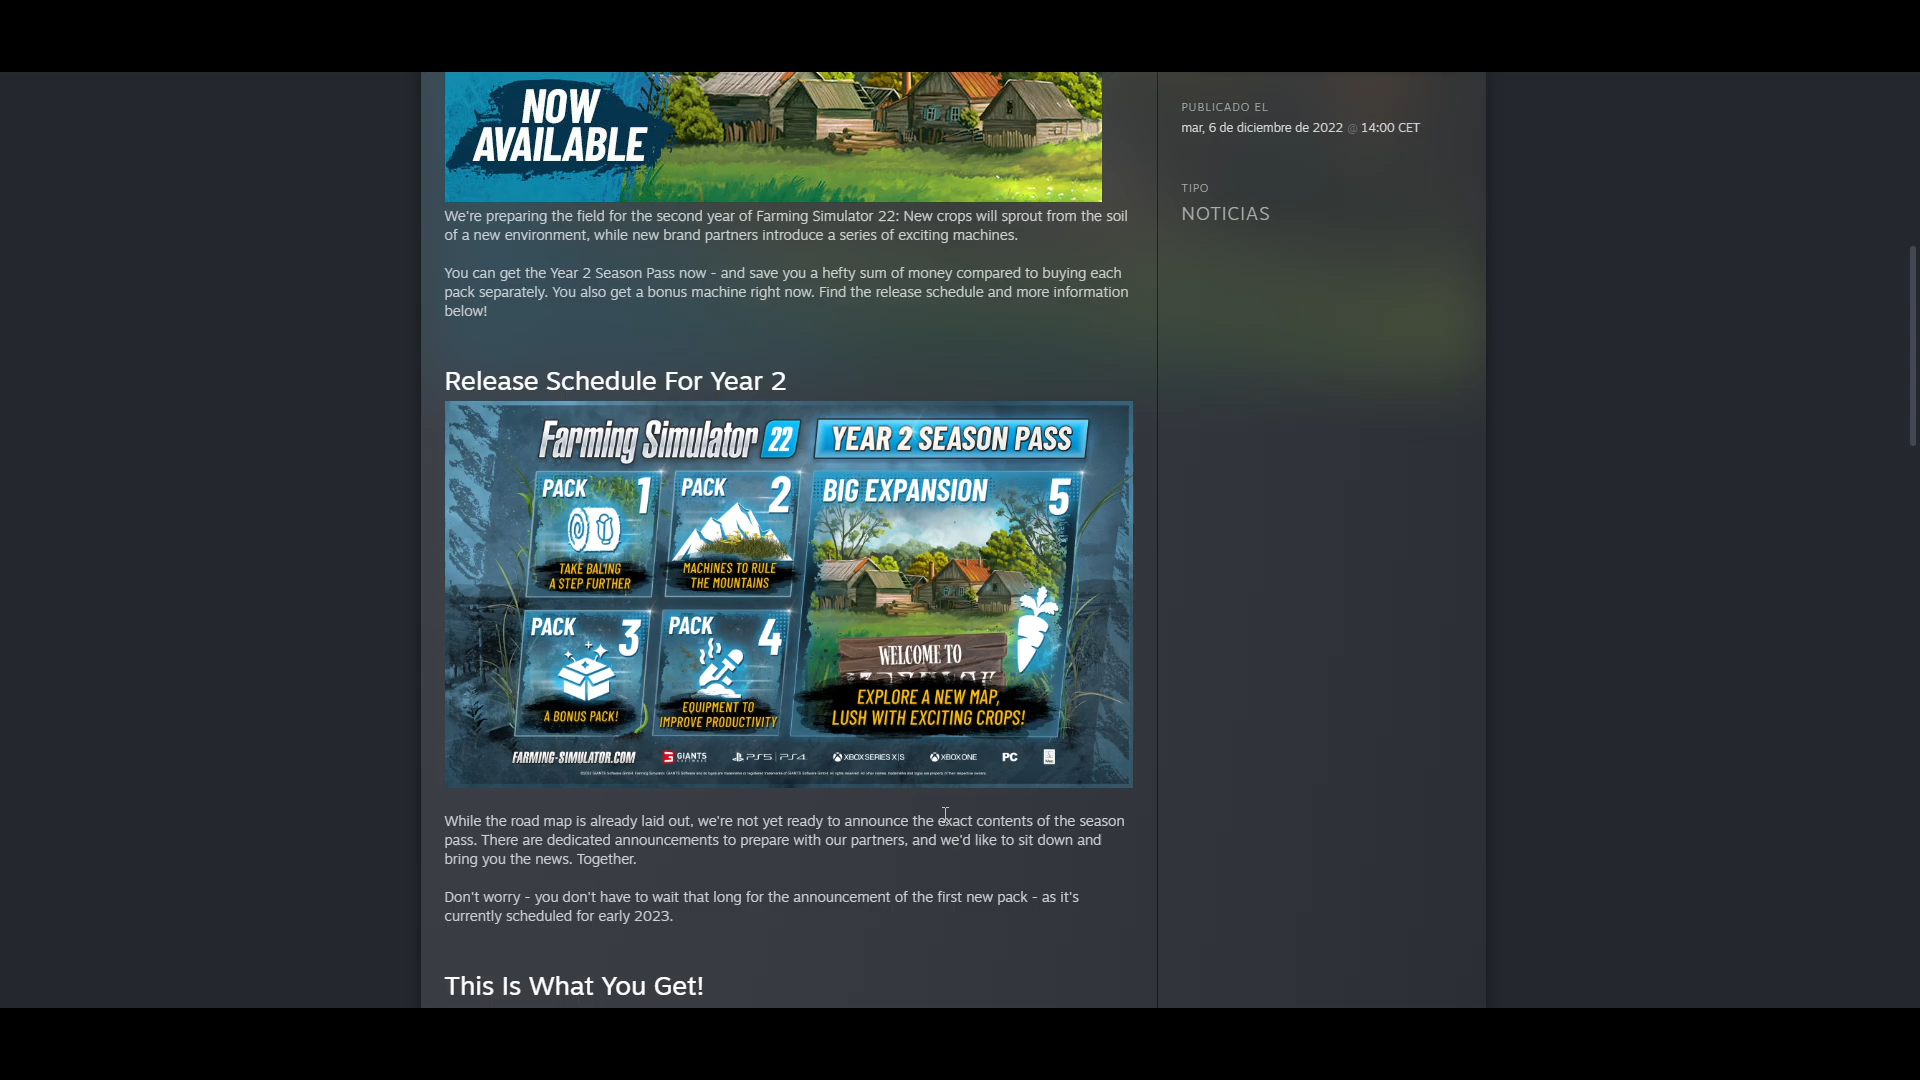 NOW
AVAILABLE
We're preparing the field for the second year of Farming Simulator 22: New crops will sprout from the soil
of a new environment, while new brand partners introduce a series of exciting machines.
You can get the Year 2 Season Pass now - and save you a hefty sum of money compared to buying each
pack separately. You also get a bonus machine right now. Find the release schedule and more information
below!
Release Schedule For Year 2
Farming Simulator 22
YEAR 2 SEASON PASS
PACK 1
TAKE BALING
A STEP FURTHER
PACK 2
MACHINES TO RULE
THE MOUNTAINS
BIG EXPANSION 5
WELCOME TO
EXPLORE A NEW MAP,
LUSH WITH EXCITING CROPS!
PACK 3
A BONUS PACK!
PACK 4
EQUIPMENT TO
IMPROVE PRODUCTIVITY
FARMING-SIMULATOR.COM GIANTS SOFTWARE PS5 | PS4 XBOX SERIES X|S XBOX ONE PC
While the road map is already laid out, we're not yet ready to announce the exact contents of the season
pass. There are dedicated announcements to prepare with our partners, and we'd like to sit down and
bring you the news. Together.
Don't worry - you don't have to wait that long for the announcement of the first new pack - as it's
currently scheduled for early 2023.
This Is What You Get!
PUBLICADO EL
mar, 6 de diciembre de 2022 @ 14:00 CET
TIPO
NOTICIAS